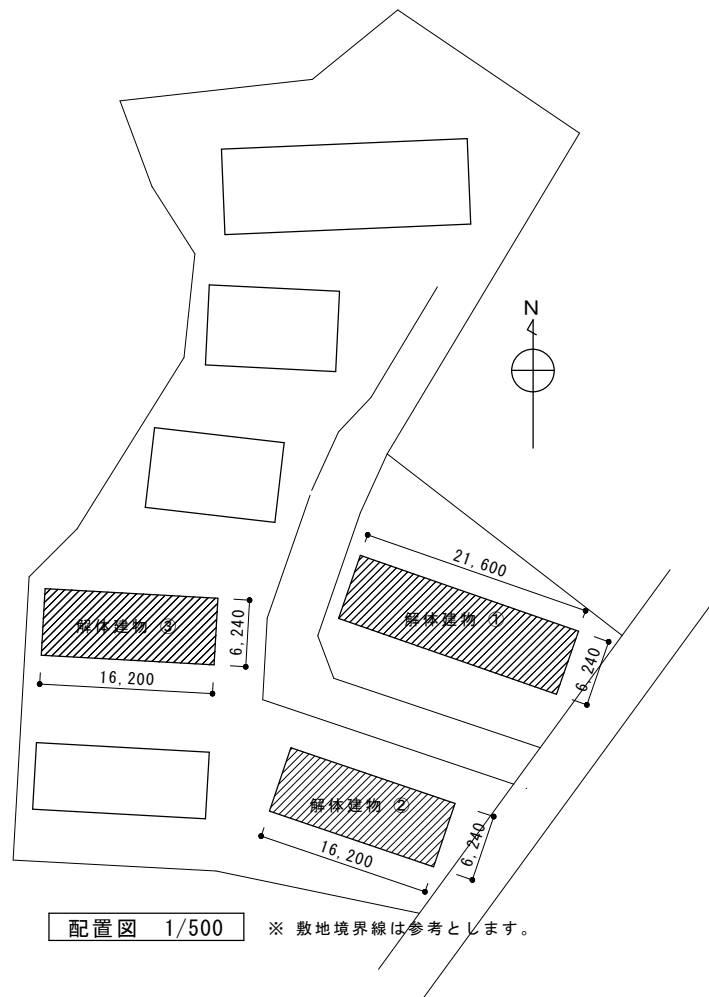 N
21,600
解体建物 ①
6,240
解体建物 ③
6,240
16,200
解体建物 ②
6,240
16,200
配置図 1/500
※ 敷地境界線は参考とします。